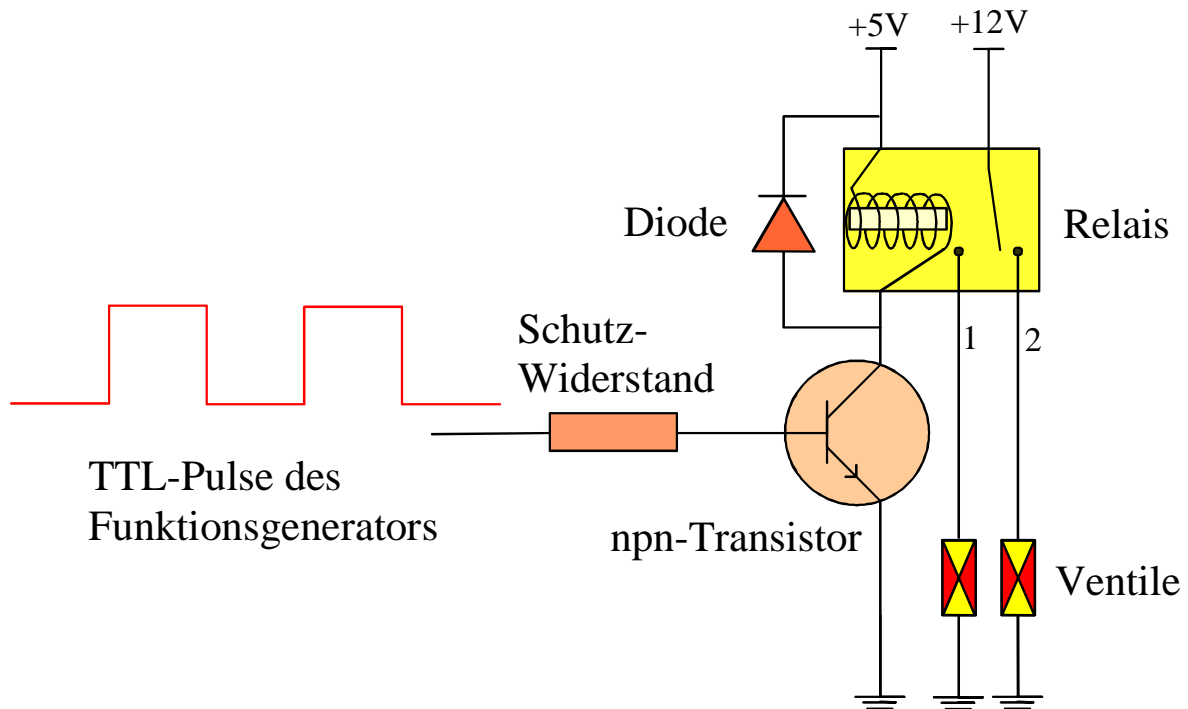 +5V
+12V
Diode
Relais
1
2
Schutz-
Widerstand
TTL-Pulse des
Funktionsgenerators
npn-Transistor
Ventile